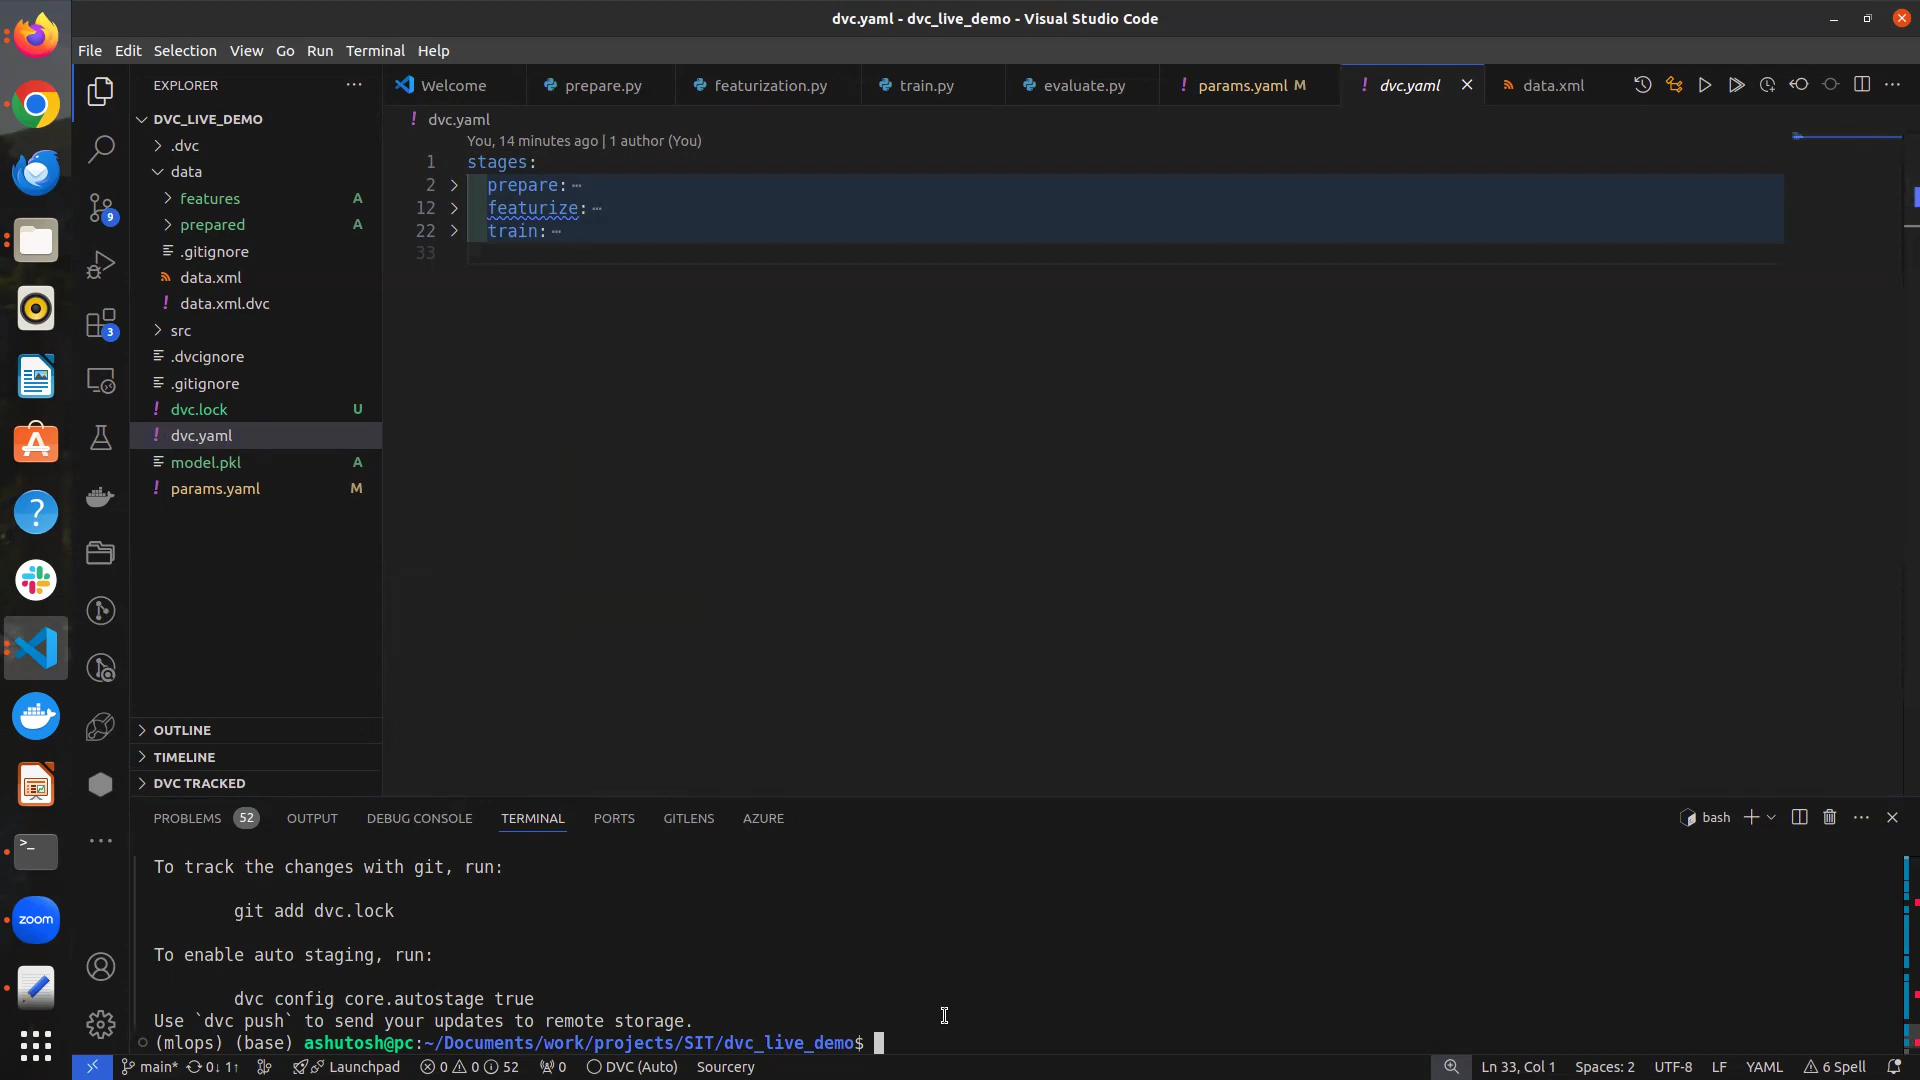 dvc.yaml - dvc_live_demo - Visual Studio Code
File Edit Selection View Go Run Terminal Help
EXPLORER
Welcome prepare.py featurization.py train.py evaluate.py params.yaml M dvc.yaml data.xml
DVC_LIVE_DEMO
.dvc
data
features A
prepared A
.gitignore
data.xml
data.xml.dvc
src
.dvcignore
.gitignore
dvc.lock U
dvc.yaml
model.pkl A
params.yaml M
OUTLINE
TIMELINE
DVC TRACKED
9
3
dvc.yaml
You, 14 minutes ago | 1 author (You)
1 stages:
2 prepare: ⋯
12 featurize: ⋯
22 train: ⋯
33
PROBLEMS 52 OUTPUT DEBUG CONSOLE TERMINAL PORTS GITLENS AZURE
bash
To track the changes with git, run:
git add dvc.lock
To enable auto staging, run:
dvc config core.autostage true
Use `dvc push` to send your updates to remote storage.
(mlops) (base) ashutosh@pc:~/Documents/work/projects/SIT/dvc_live_demo$
zoom
main* 0↓ 1↑ Launchpad 0 0 52 0 DVC (Auto) Sourcery
Ln 33, Col 1 Spaces: 2 UTF-8 LF YAML 6 Spell